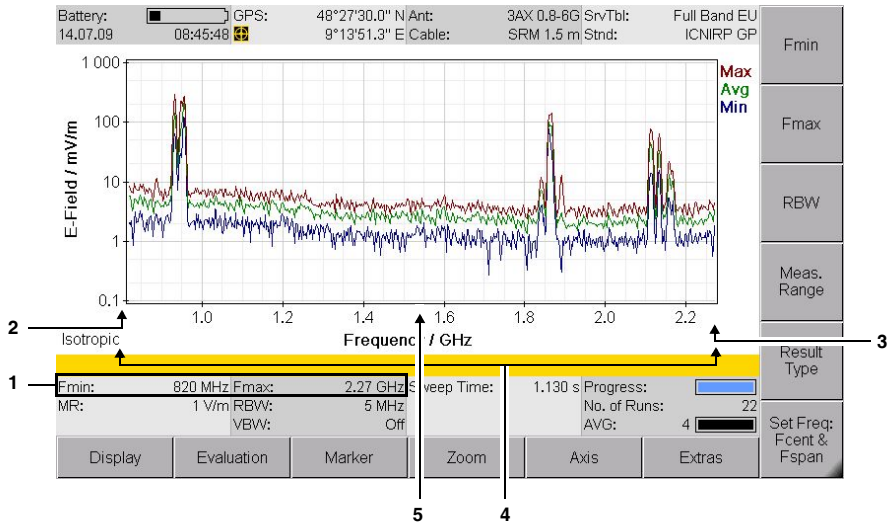 Battery: GPS: 48°27'30.0" N Ant: 3AX 0.8-6G SrvTbl: Full Band EU
14.07.09 08:45:48 9°13'51.3" E Cable: SRM 1.5 m Stnd: ICNIRP GP
Fmin
Fmax
RBW
Meas.
Range
Result
Type
Set Freq:
Fcent &
Fspan
1 000
100
10
1
0.1
E-Field / mV/m
Max
Avg
Min
1.0 1.2 1.4 1.6 1.8 2.0 2.2
2
3
Isotropic Frequency / GHz
1
Fmin: 820 MHz Fmax: 2.27 GHz Sweep Time: 1.130 s Progress:
MR: 1 V/m RBW: 5 MHz No. of Runs: 22
VBW: Off AVG: 4
Display Evaluation Marker Zoom Axis Extras
5 4